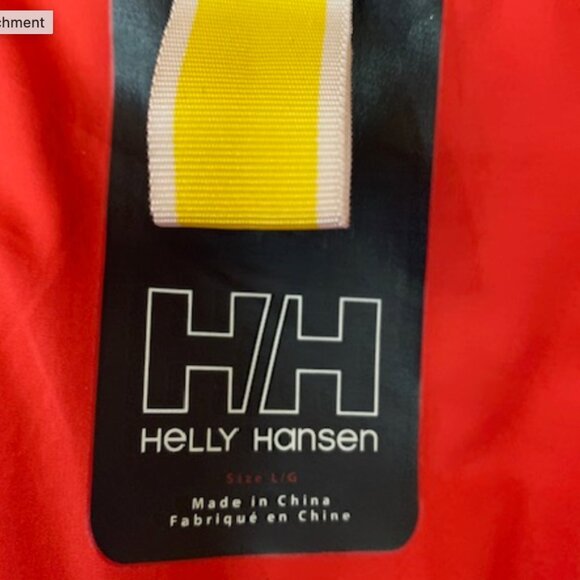 chment
HH
HELLY HANSEN
Size L/G
Made in China
Fabriqué en Chine